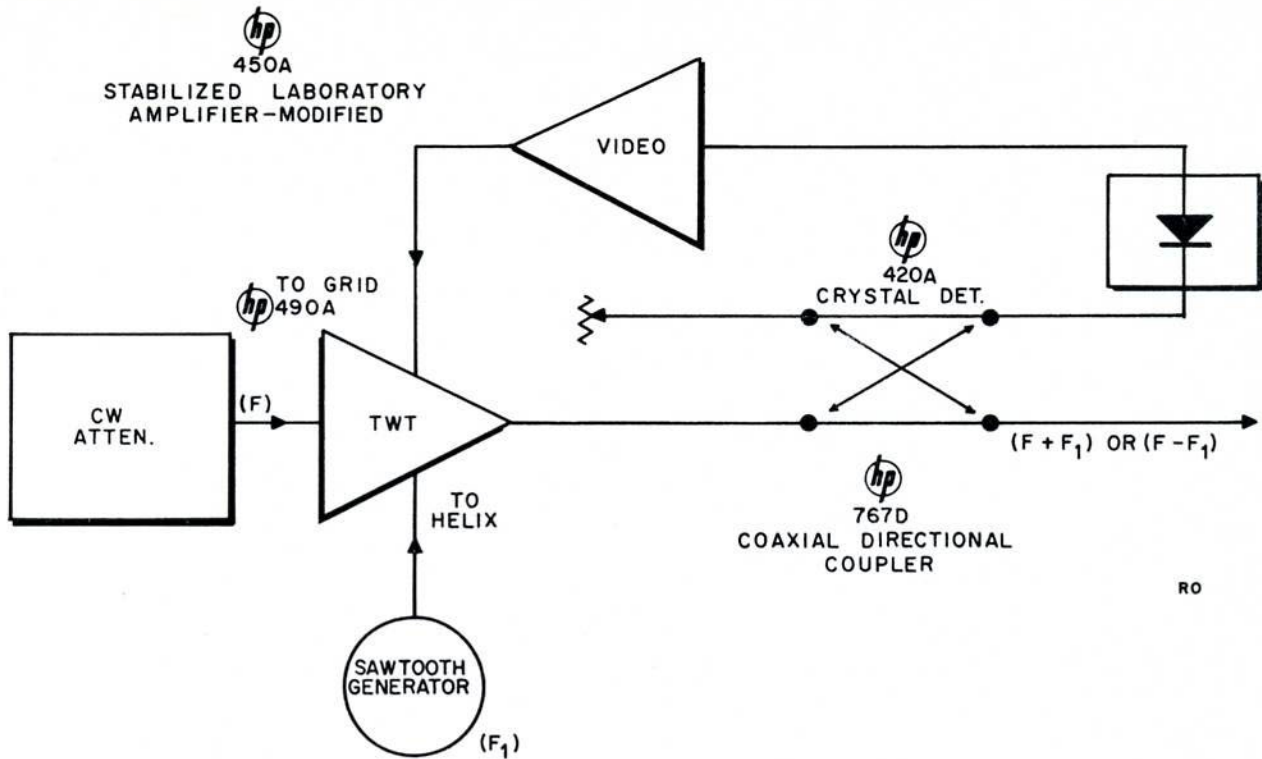 hp
450A
STABILIZED LABORATORY
AMPLIFIER-MODIFIED
VIDEO
hp
420A
CRYSTAL DET.
hp TO GRID
490A
CW
ATTEN.
(F)
TWT
(F + F₁) OR (F - F₁)
TO
HELIX
hp
767D
COAXIAL DIRECTIONAL
COUPLER
RO
SAWTOOTH
GENERATOR
(F₁)